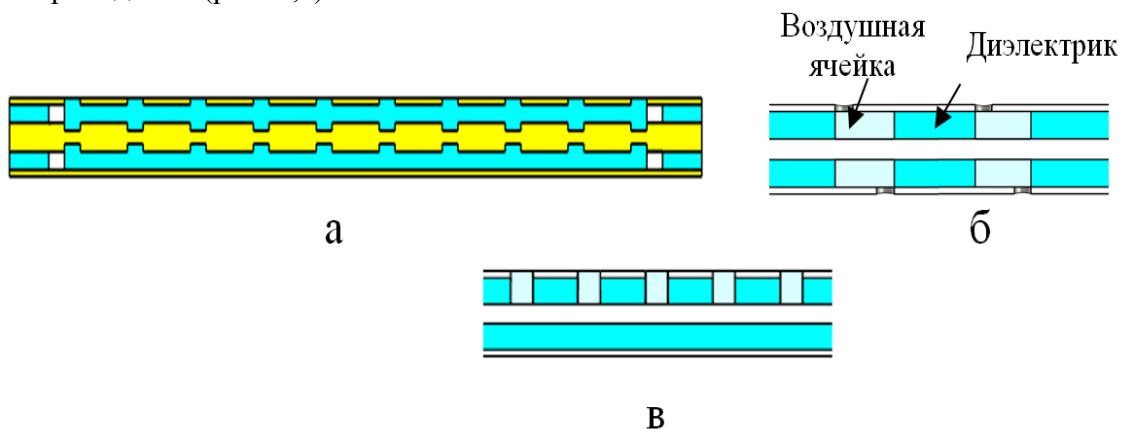 Воздушная
ячейка
Диэлектрик
а
б
в